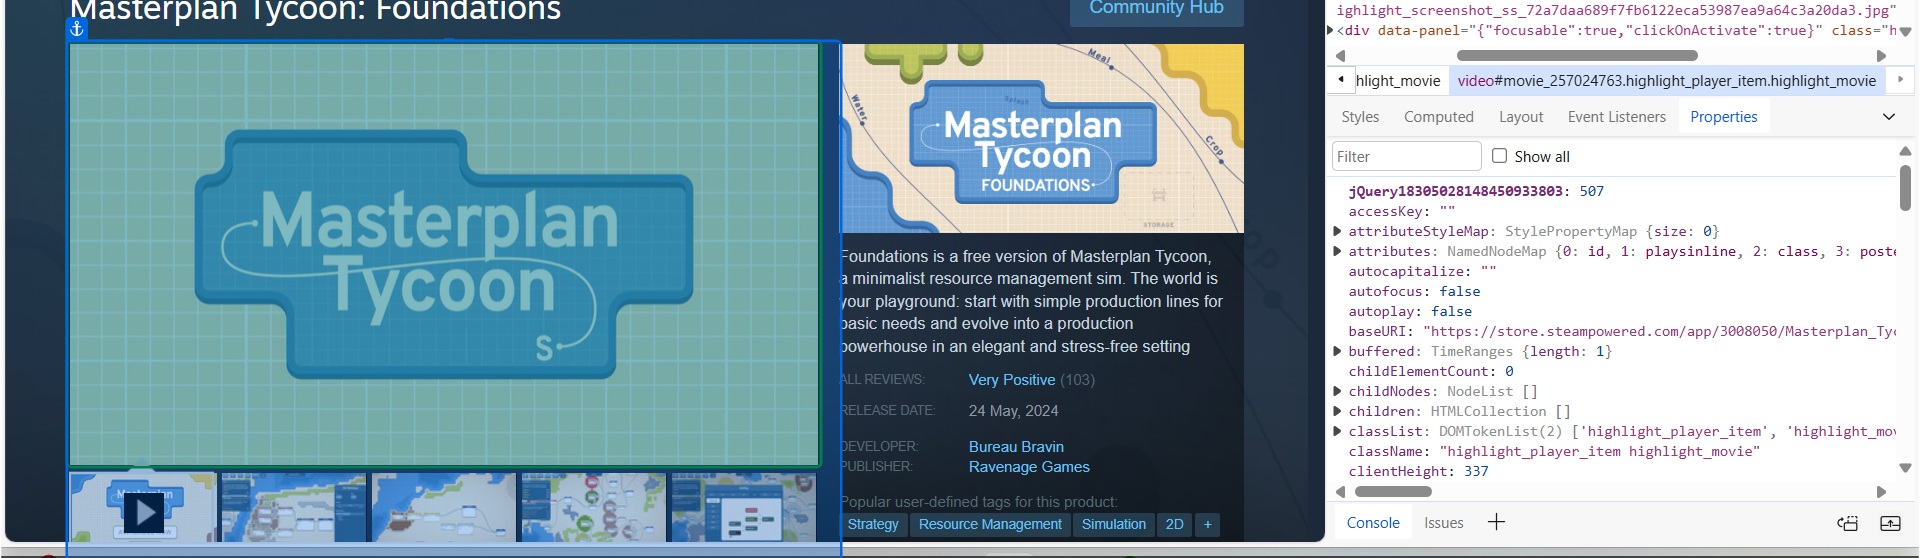 Masterplan Tycoon: Foundations
Community Hub
Masterplan
Tycoon
S
Meal
Water
Crop
Splash
Masterplan
Tycoon
FOUNDATIONS
STORAGE
Foundations is a free version of Masterplan Tycoon,
a minimalist resource management sim. The world is
your playground: start with simple production lines for
basic needs and evolve into a production
powerhouse in an elegant and stress-free setting
ALL REVIEWS: Very Positive (103)
RELEASE DATE: 24 May, 2024
DEVELOPER: Bureau Bravin
PUBLISHER: Ravenage Games
Popular user-defined tags for this product:
Strategy Resource Management Simulation 2D +
ighlight_screenshot_ss_72a7daa689f7fb6122eca53987ea9a64c3a20da3.jpg"
<div data-panel="{"focusable":true,"clickOnActivate":true}" class="h
hlight_movie video#movie_257024763.highlight_player_item.highlight_movie
Styles Computed Layout Event Listeners Properties
Filter Show all
jQuery18305028148450933803: 507
accessKey: ""
attributeStyleMap: StylePropertyMap {size: 0}
attributes: NamedNodeMap {0: id, 1: playsinline, 2: class, 3: poste
autocapitalize: ""
autofocus: false
autoplay: false
baseURI: "https://store.steampowered.com/app/3008050/Masterplan_Tyc
buffered: TimeRanges {length: 1}
childElementCount: 0
childNodes: NodeList []
children: HTMLCollection []
classList: DOMTokenList(2) ['highlight_player_item', 'highlight_mov
className: "highlight_player_item highlight_movie"
clientHeight: 337
Console Issues +